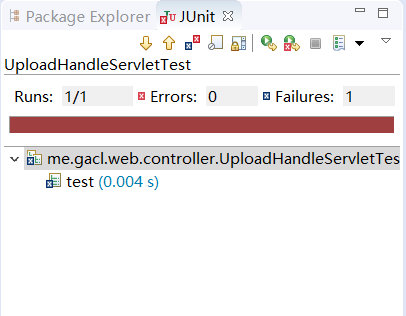 Package Explorer JUnit
UploadHandleServletTest
Runs: 1/1 Errors: 0 Failures: 1
me.gacl.web.controller.UploadHandleServletTes
test (0.004 s)